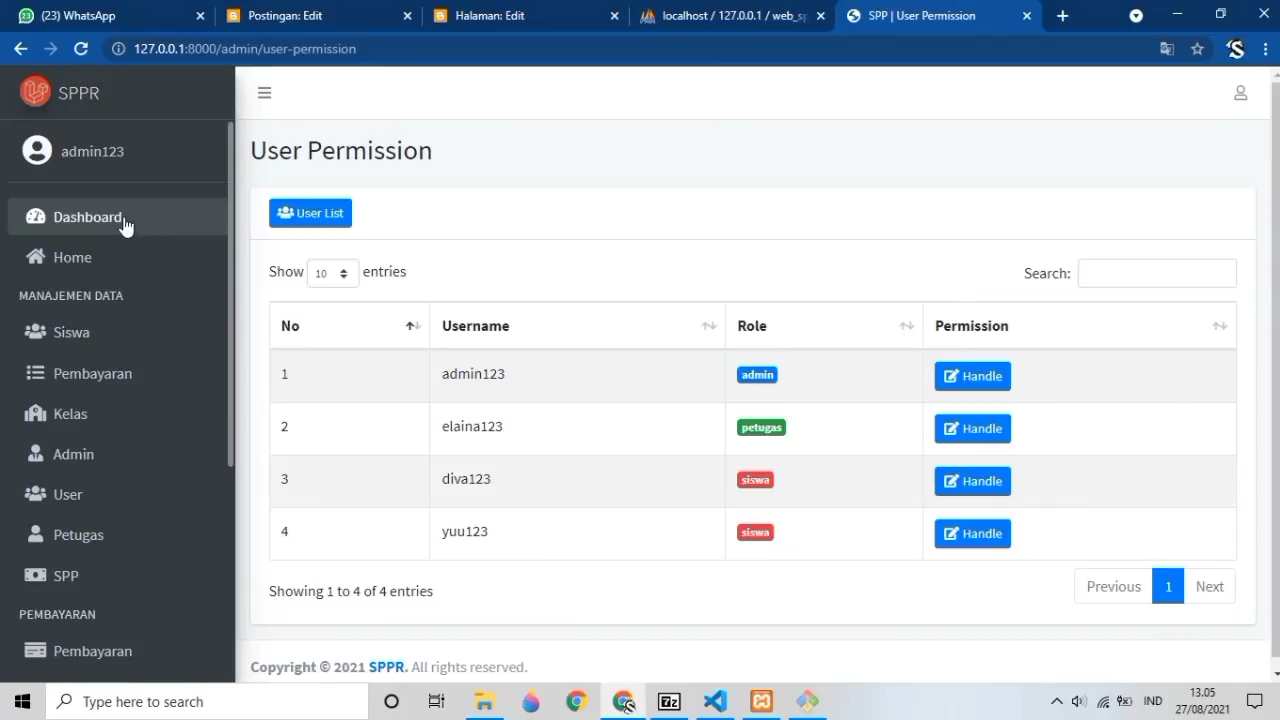 (23) WhatsApp
Postingan: Edit
Halaman: Edit
localhost / 127.0.0.1 / web_sp
SPP | User Permission
127.0.0.1:8000/admin/user-permission
SPPR
admin123
Dashboard
Home
MANAJEMEN DATA
Siswa
Pembayaran
Kelas
Admin
User
Petugas
SPP
PEMBAYARAN
Pembayaran
User Permission
User List
Show 10 entries
Search:
No Username Role Permission
1 admin123 admin Handle
2 elaina123 petugas Handle
3 diva123 siswa Handle
4 yuu123 siswa Handle
Showing 1 to 4 of 4 entries
Previous 1 Next
Copyright © 2021 SPPR. All rights reserved.
Type here to search
IND
13.05
27/08/2021